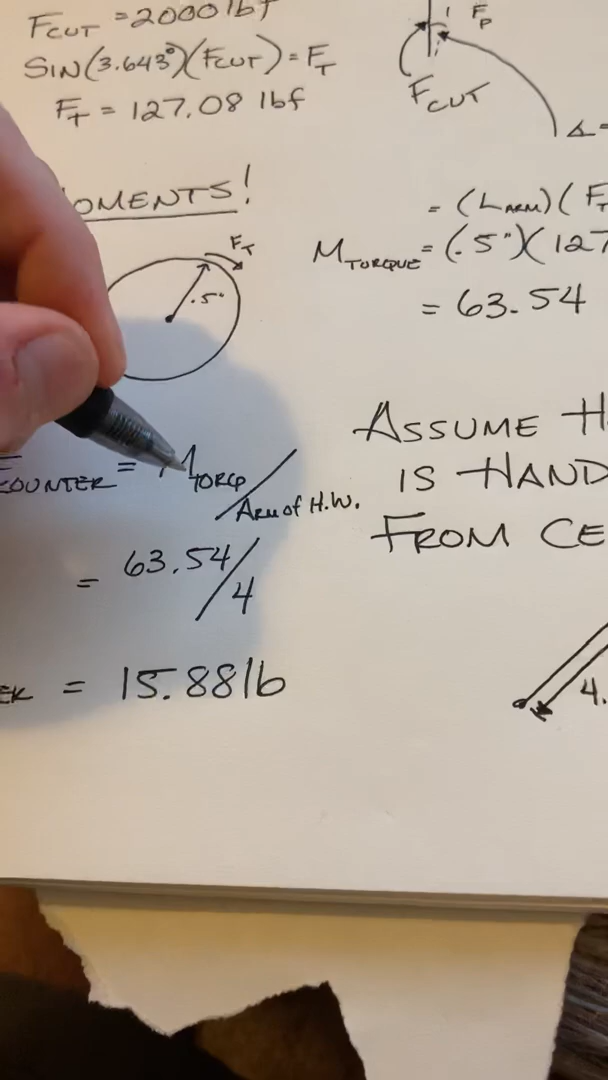 FCUT = 2000 lbf
SIN(3.643°)(FCUT) = FT
FT = 127.08 lbf
FP
FCUT
∡ =
OMENTS!
FT
.5"
= (LARM)(FT
MTORQUE = (.5")(127
= 63.54
COUNTER = MTORQ/ARM of H.W.
= 63.54/4
= 15.88 lb
ASSUME H
IS HAND
FROM CE
4.